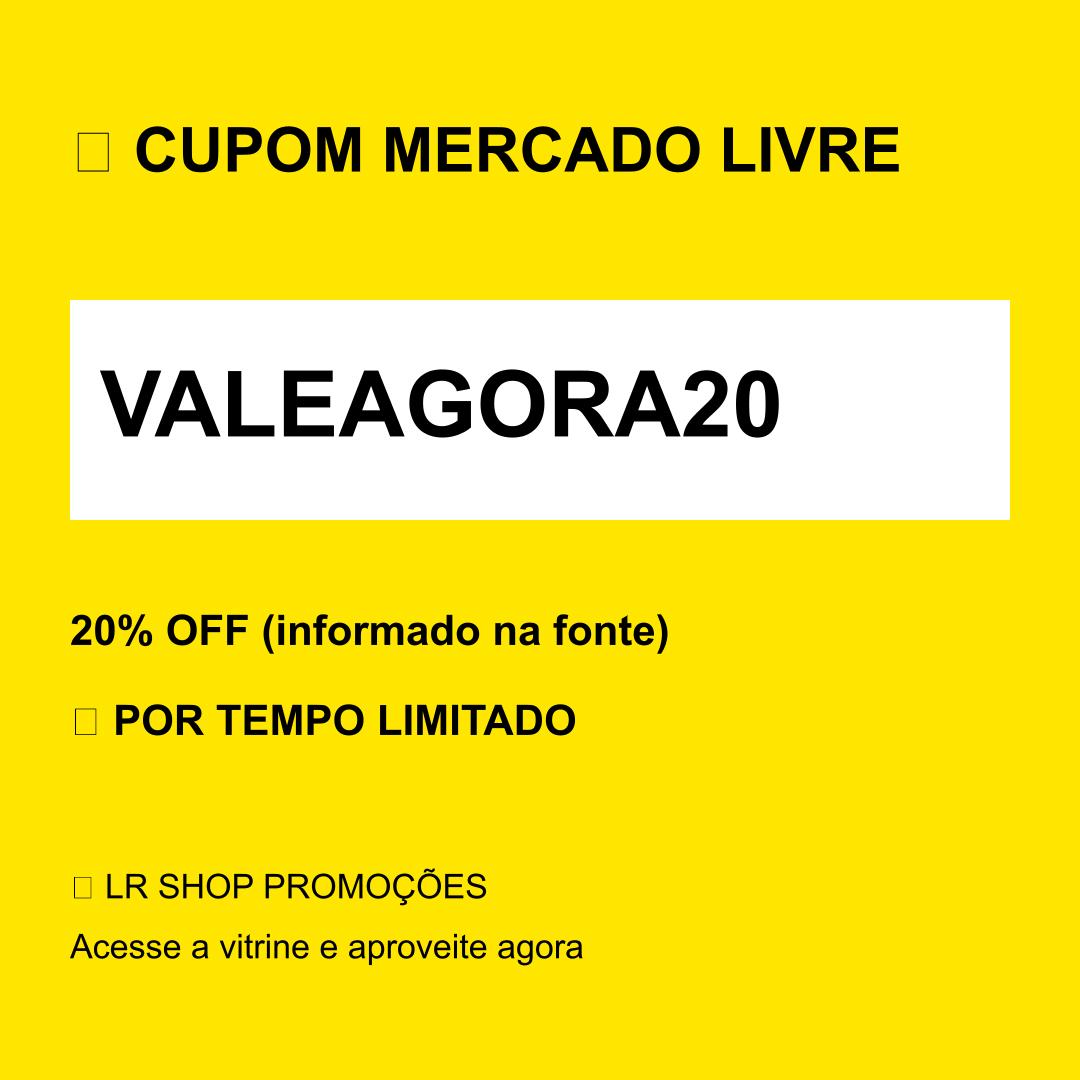 CUPOM MERCADO LIVRE
VALEAGORA20
20% OFF (informado na fonte)
POR TEMPO LIMITADO
LR SHOP PROMOÇÕES
Acesse a vitrine e aproveite agora